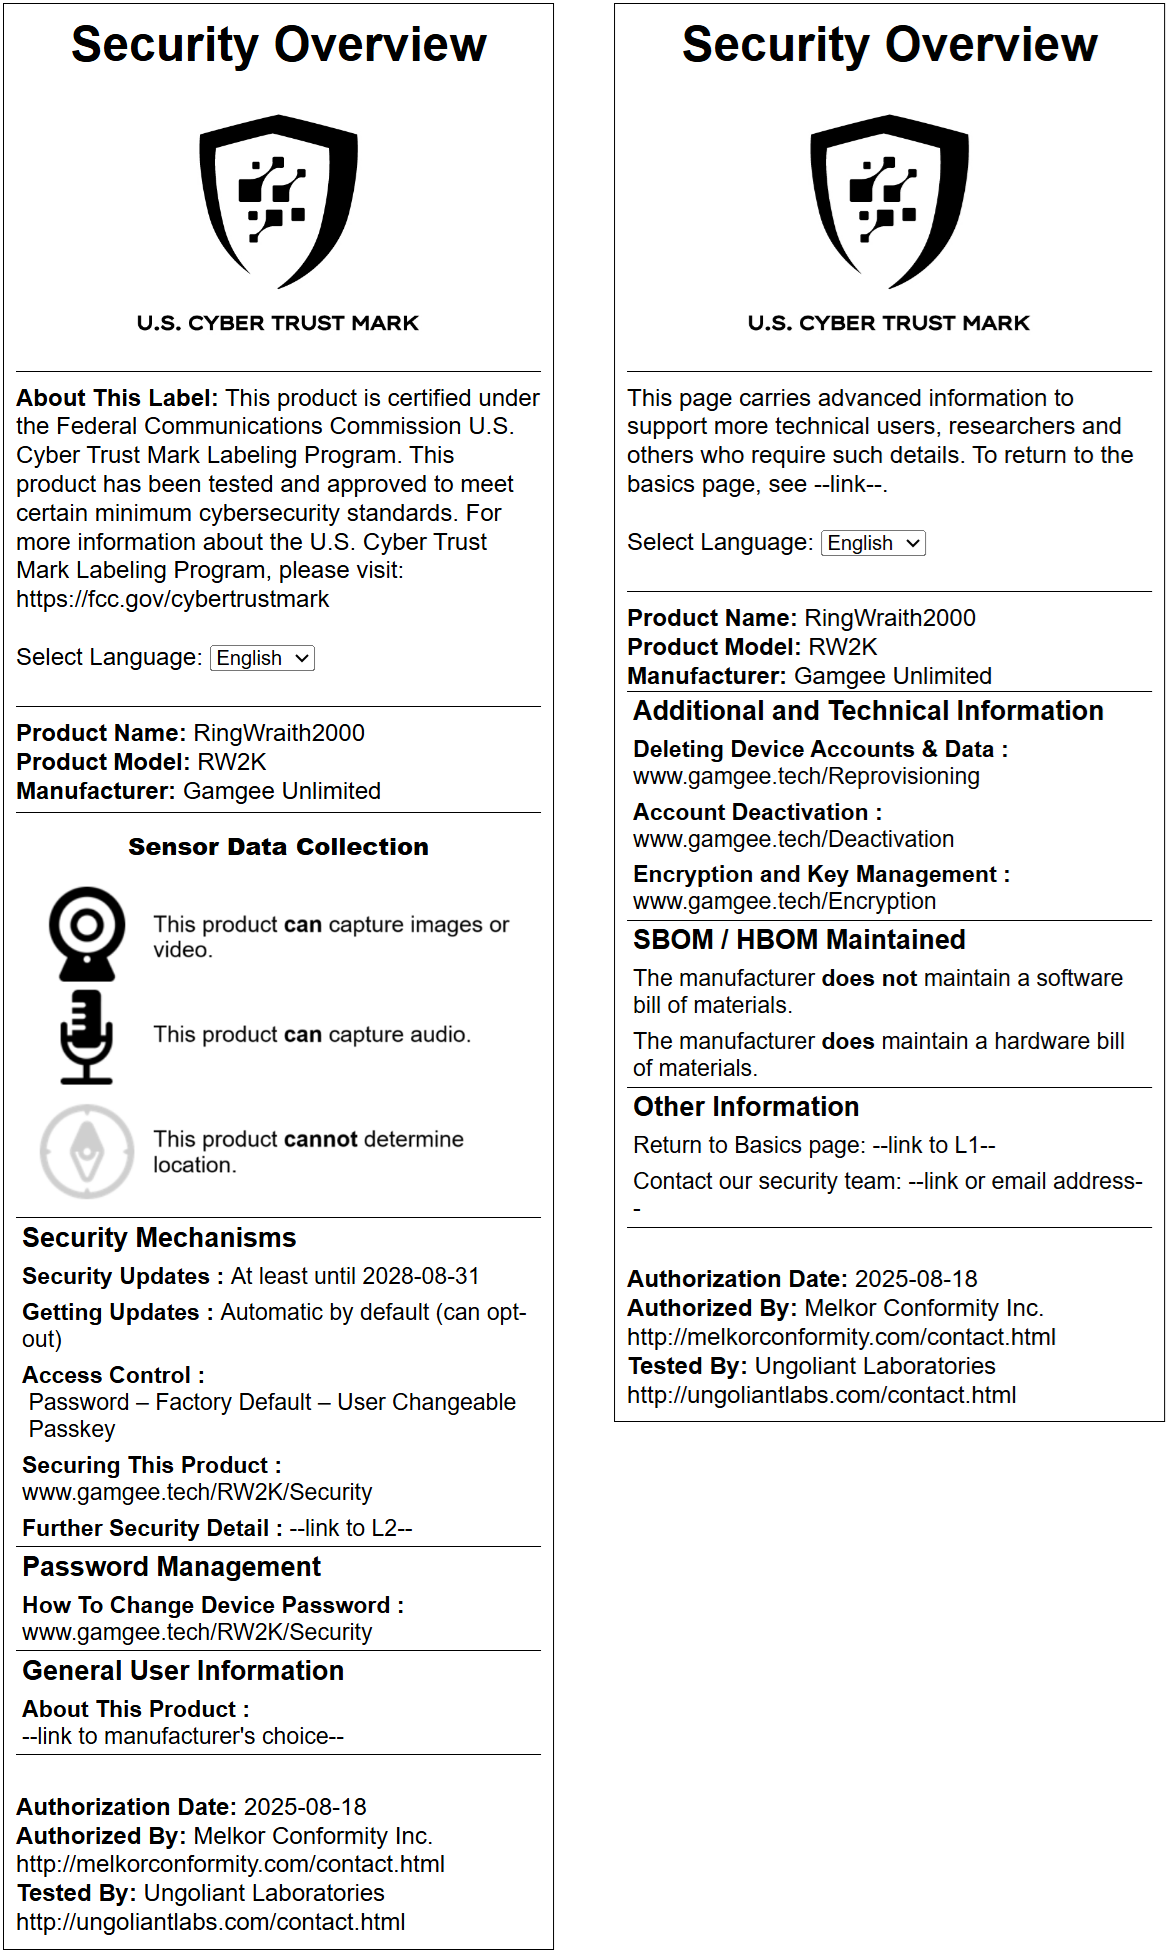 Security Overview
U.S. CYBER TRUST MARK
About This Label: This product is certified under
the Federal Communications Commission U.S.
Cyber Trust Mark Labeling Program. This
product has been tested and approved to meet
certain minimum cybersecurity standards. For
more information about the U.S. Cyber Trust
Mark Labeling Program, please visit:
https://fcc.gov/cybertrustmark
Select Language: English
Product Name: RingWraith2000
Product Model: RW2K
Manufacturer: Gamgee Unlimited
Sensor Data Collection
This product can capture images or
video.
This product can capture audio.
This product cannot determine
location.
Security Mechanisms
Security Updates : At least until 2028-08-31
Getting Updates : Automatic by default (can opt-
out)
Access Control :
Password – Factory Default – User Changeable
Passkey
Securing This Product :
www.gamgee.tech/RW2K/Security
Further Security Detail : --link to L2--
Password Management
How To Change Device Password :
www.gamgee.tech/RW2K/Security
General User Information
About This Product :
--link to manufacturer's choice--
Authorization Date: 2025-08-18
Authorized By: Melkor Conformity Inc.
http://melkorconformity.com/contact.html
Tested By: Ungoliant Laboratories
http://ungoliantlabs.com/contact.html
Security Overview
U.S. CYBER TRUST MARK
This page carries advanced information to
support more technical users, researchers and
others who require such details. To return to the
basics page, see --link--.
Select Language: English
Product Name: RingWraith2000
Product Model: RW2K
Manufacturer: Gamgee Unlimited
Additional and Technical Information
Deleting Device Accounts & Data :
www.gamgee.tech/Reprovisioning
Account Deactivation :
www.gamgee.tech/Deactivation
Encryption and Key Management :
www.gamgee.tech/Encryption
SBOM / HBOM Maintained
The manufacturer does not maintain a software
bill of materials.
The manufacturer does maintain a hardware bill
of materials.
Other Information
Return to Basics page: --link to L1--
Contact our security team: --link or email address-
-
Authorization Date: 2025-08-18
Authorized By: Melkor Conformity Inc.
http://melkorconformity.com/contact.html
Tested By: Ungoliant Laboratories
http://ungoliantlabs.com/contact.html